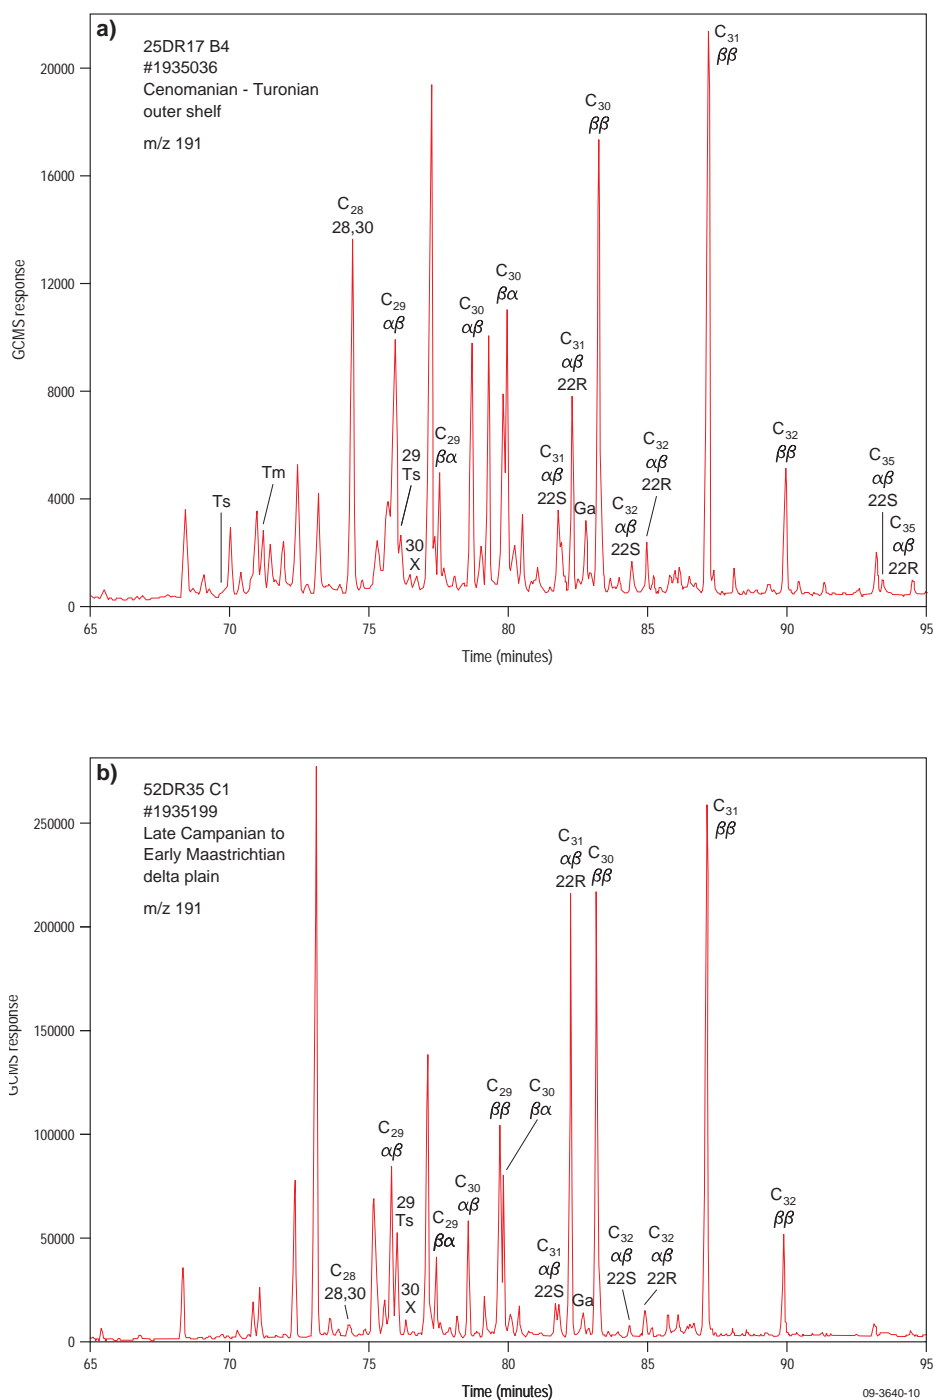 a)
25DR17 B4
#1935036
Cenomanian - Turonian
outer shelf
m/z 191
GCMS response
20000
16000
12000
8000
4000
0
65
70
75
80
85
90
95
Time (minutes)
Ts
Tm
C28
28,30
C29
αβ
29
Ts
30
X
C29
βα
C30
αβ
C30
βα
C31
αβ
22S
C31
αβ
22R
Ga
C30
ββ
C32
αβ
22S
C32
αβ
22R
C31
ββ
C32
ββ
C35
αβ
22S
C35
αβ
22R
b)
52DR35 C1
#1935199
Late Campanian to
Early Maastrichtian
delta plain
m/z 191
GCMS response
250000
200000
150000
100000
50000
0
65
70
75
80
85
90
95
Time (minutes)
C28
28,30
C29
αβ
29
Ts
30
X
C29
βα
C30
αβ
C29
ββ
C30
βα
C31
αβ
22S
C31
αβ
22R
Ga
C30
ββ
C32
αβ
22S
C32
αβ
22R
C31
ββ
C32
ββ
09-3640-10